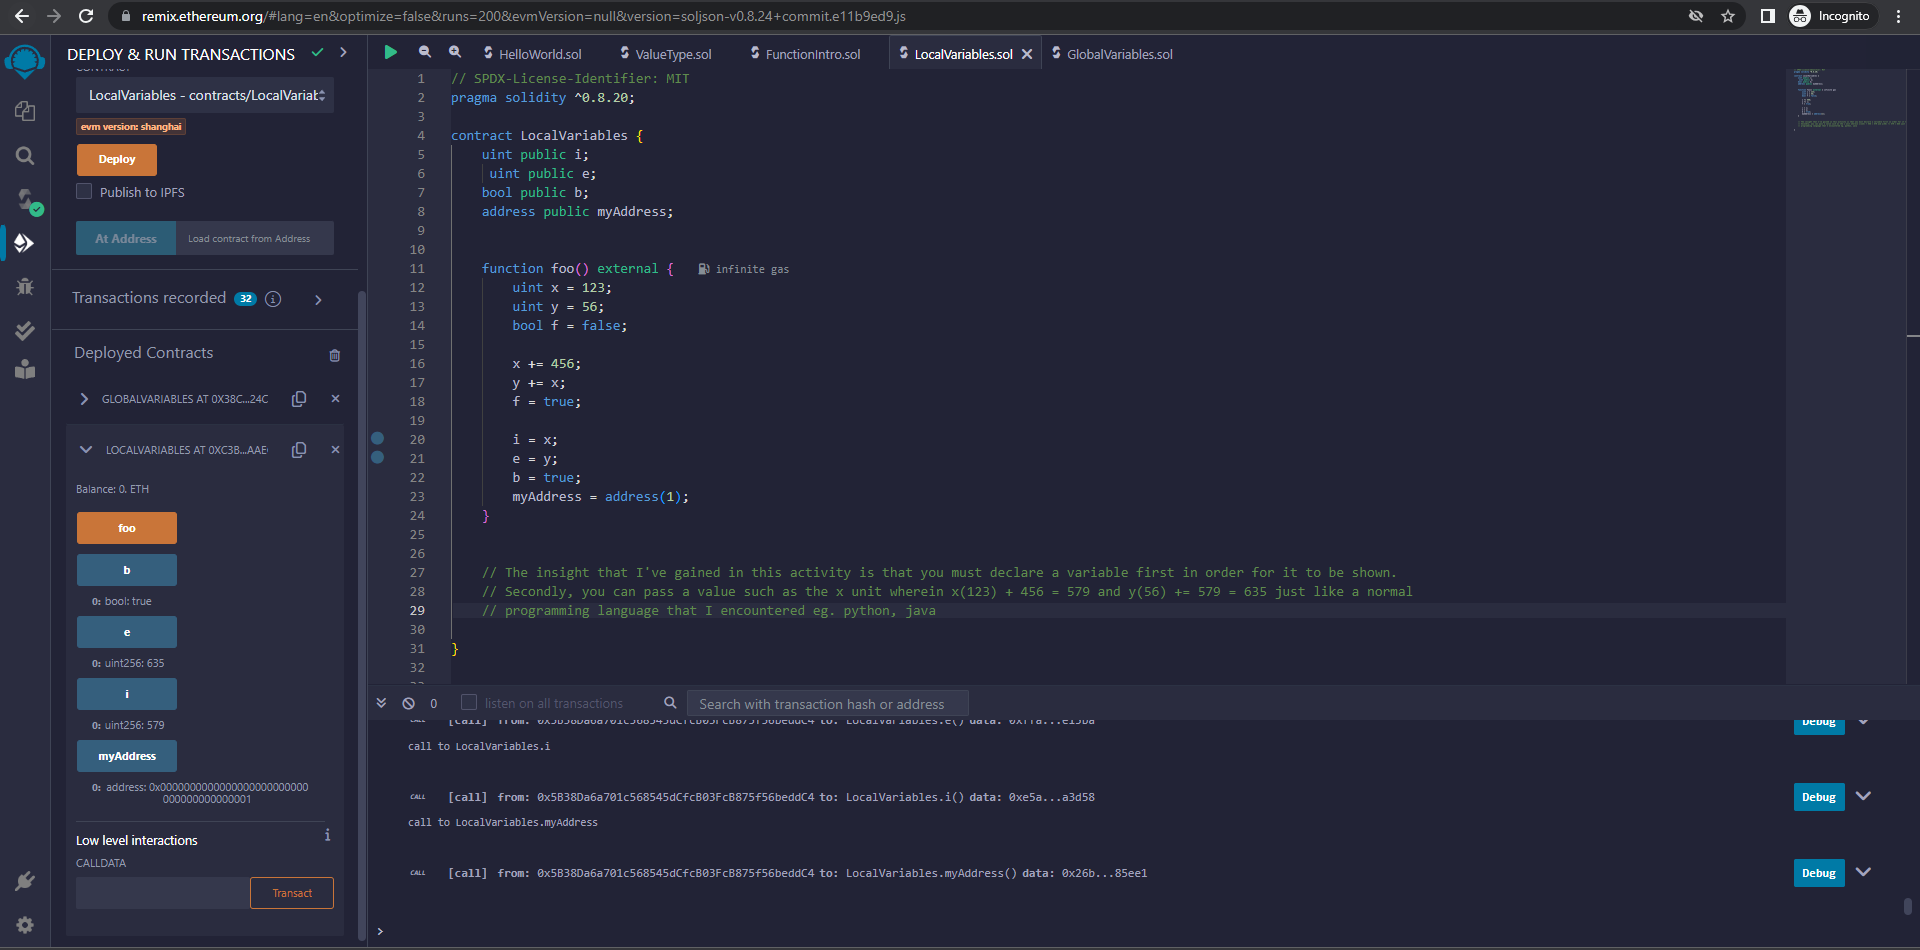 remix.ethereum.org/#lang=en&optimize=false&runs=200&evmVersion=null&version=soljson-v0.8.24+commit.e11b9ed9.js
Incognito
DEPLOY & RUN TRANSACTIONS
CONTRACT
LocalVariables - contracts/LocalVariab
evm version: shanghai
Deploy
Publish to IPFS
At Address
Load contract from Address
Transactions recorded 32 i
Deployed Contracts
GLOBALVARIABLES AT 0X38C...24C
LOCALVARIABLES AT 0XC3B...AAE
Balance: 0. ETH
foo
b
0: bool: true
e
0: uint256: 635
i
0: uint256: 579
myAddress
0: address: 0x0000000000000000000000000000000000000001
Low level interactions
i
CALLDATA
Transact
HelloWorld.sol
ValueType.sol
FunctionIntro.sol
LocalVariables.sol
GlobalVariables.sol
1 // SPDX-License-Identifier: MIT
2 pragma solidity ^0.8.20;
3
4 contract LocalVariables {
5 uint public i;
6 uint public e;
7 bool public b;
8 address public myAddress;
9
10
11 function foo() external { infinite gas
12 uint x = 123;
13 uint y = 56;
14 bool f = false;
15
16 x += 456;
17 y += x;
18 f = true;
19
20 i = x;
21 e = y;
22 b = true;
23 myAddress = address(1);
24 }
25
26
27 // The insight that I've gained in this activity is that you must declare a variable first in order for it to be shown.
28 // Secondly, you can pass a value such as the x unit wherein x(123) + 456 = 579 and y(56) += 579 = 635 just like a normal
29 // programming language that I encountered eg. python, java
30
31 }
32
0
listen on all transactions
Search with transaction hash or address
CALL [call] from: 0x5B38Da6a701c568545dCfcB03FcB875f56beddC4 to: LocalVariables.e() data: 0xffa...e15ba
Debug
call to LocalVariables.i
CALL [call] from: 0x5B38Da6a701c568545dCfcB03FcB875f56beddC4 to: LocalVariables.i() data: 0xe5a...a3d58
Debug
call to LocalVariables.myAddress
CALL [call] from: 0x5B38Da6a701c568545dCfcB03FcB875f56beddC4 to: LocalVariables.myAddress() data: 0x26b...85ee1
Debug
>